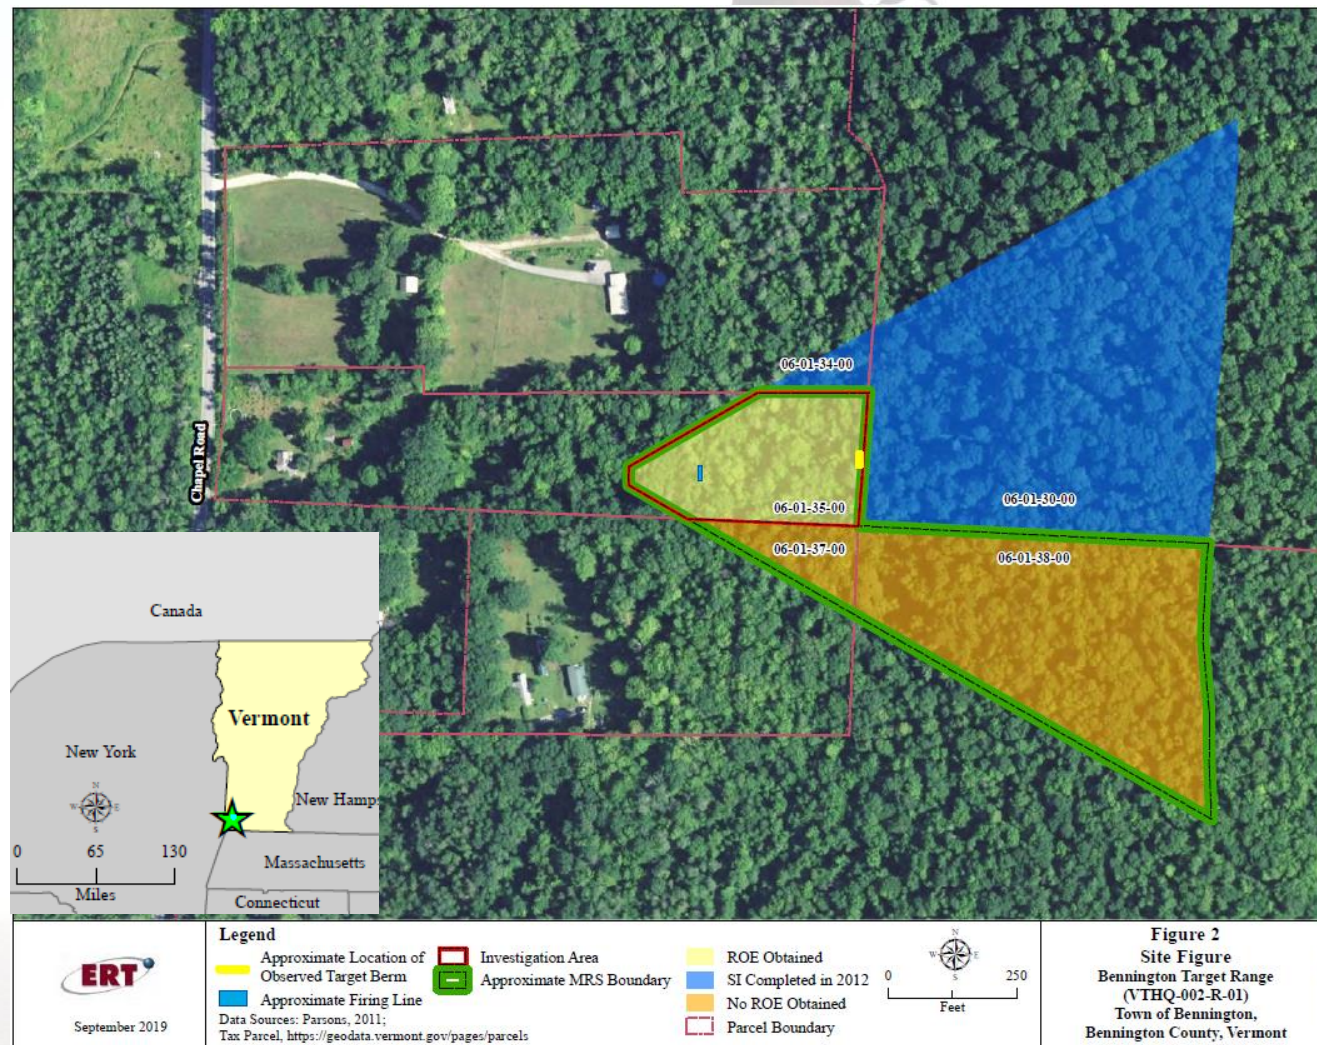 06-01-34-00
06-01-35-00
06-01-30-00
06-01-37-00
06-01-38-00
Chapel Road
Canada
Vermont
New York
New Hamps
N
W
E
S
0 65 130
Miles
Massachusetts
Connecticut
ERT
September 2019
Legend
Approximate Location of
Observed Target Berm
Approximate Firing Line
Investigation Area
Approximate MRS Boundary
ROE Obtained
SI Completed in 2012
No ROE Obtained
Parcel Boundary
Data Sources: Parsons, 2011;
Tax Parcel, https://geodata.vermont.gov/pages/parcels
N
W
E
S
0 250
Feet
Figure 2
Site Figure
Bennington Target Range
(VTHQ-002-R-01)
Town of Bennington,
Bennington County, Vermont